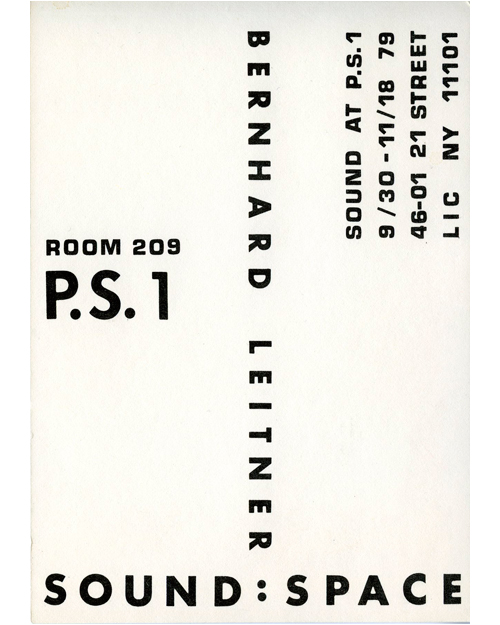 BERNHARD LEITNER
SOUND AT P.S.1
9/30-11/18 79
46-01 21 STREET
LIC NY 11101
ROOM 209
P.S.1
SOUND:SPACE